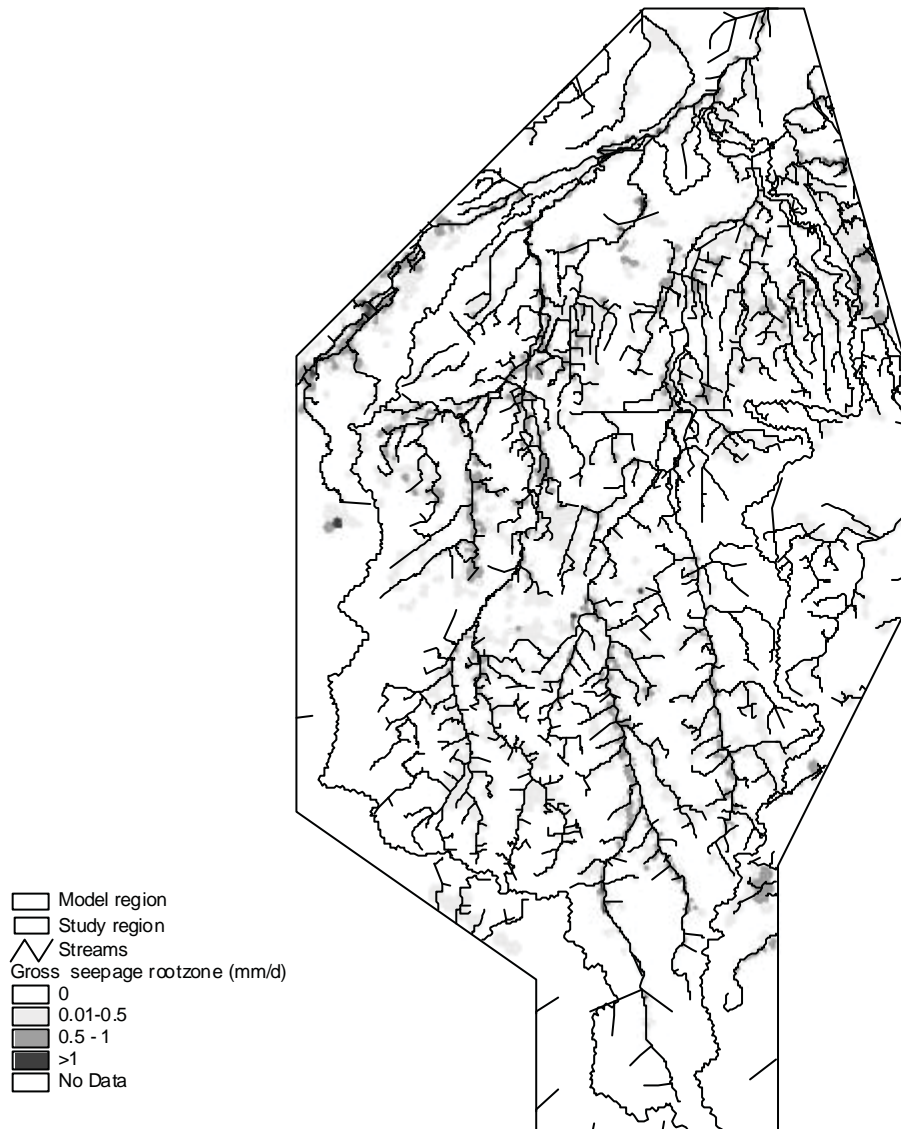 Model region
Study region
Streams
Gross seepage rootzone (mm/d)
0
0.01-0.5
0.5 - 1
>1
No Data